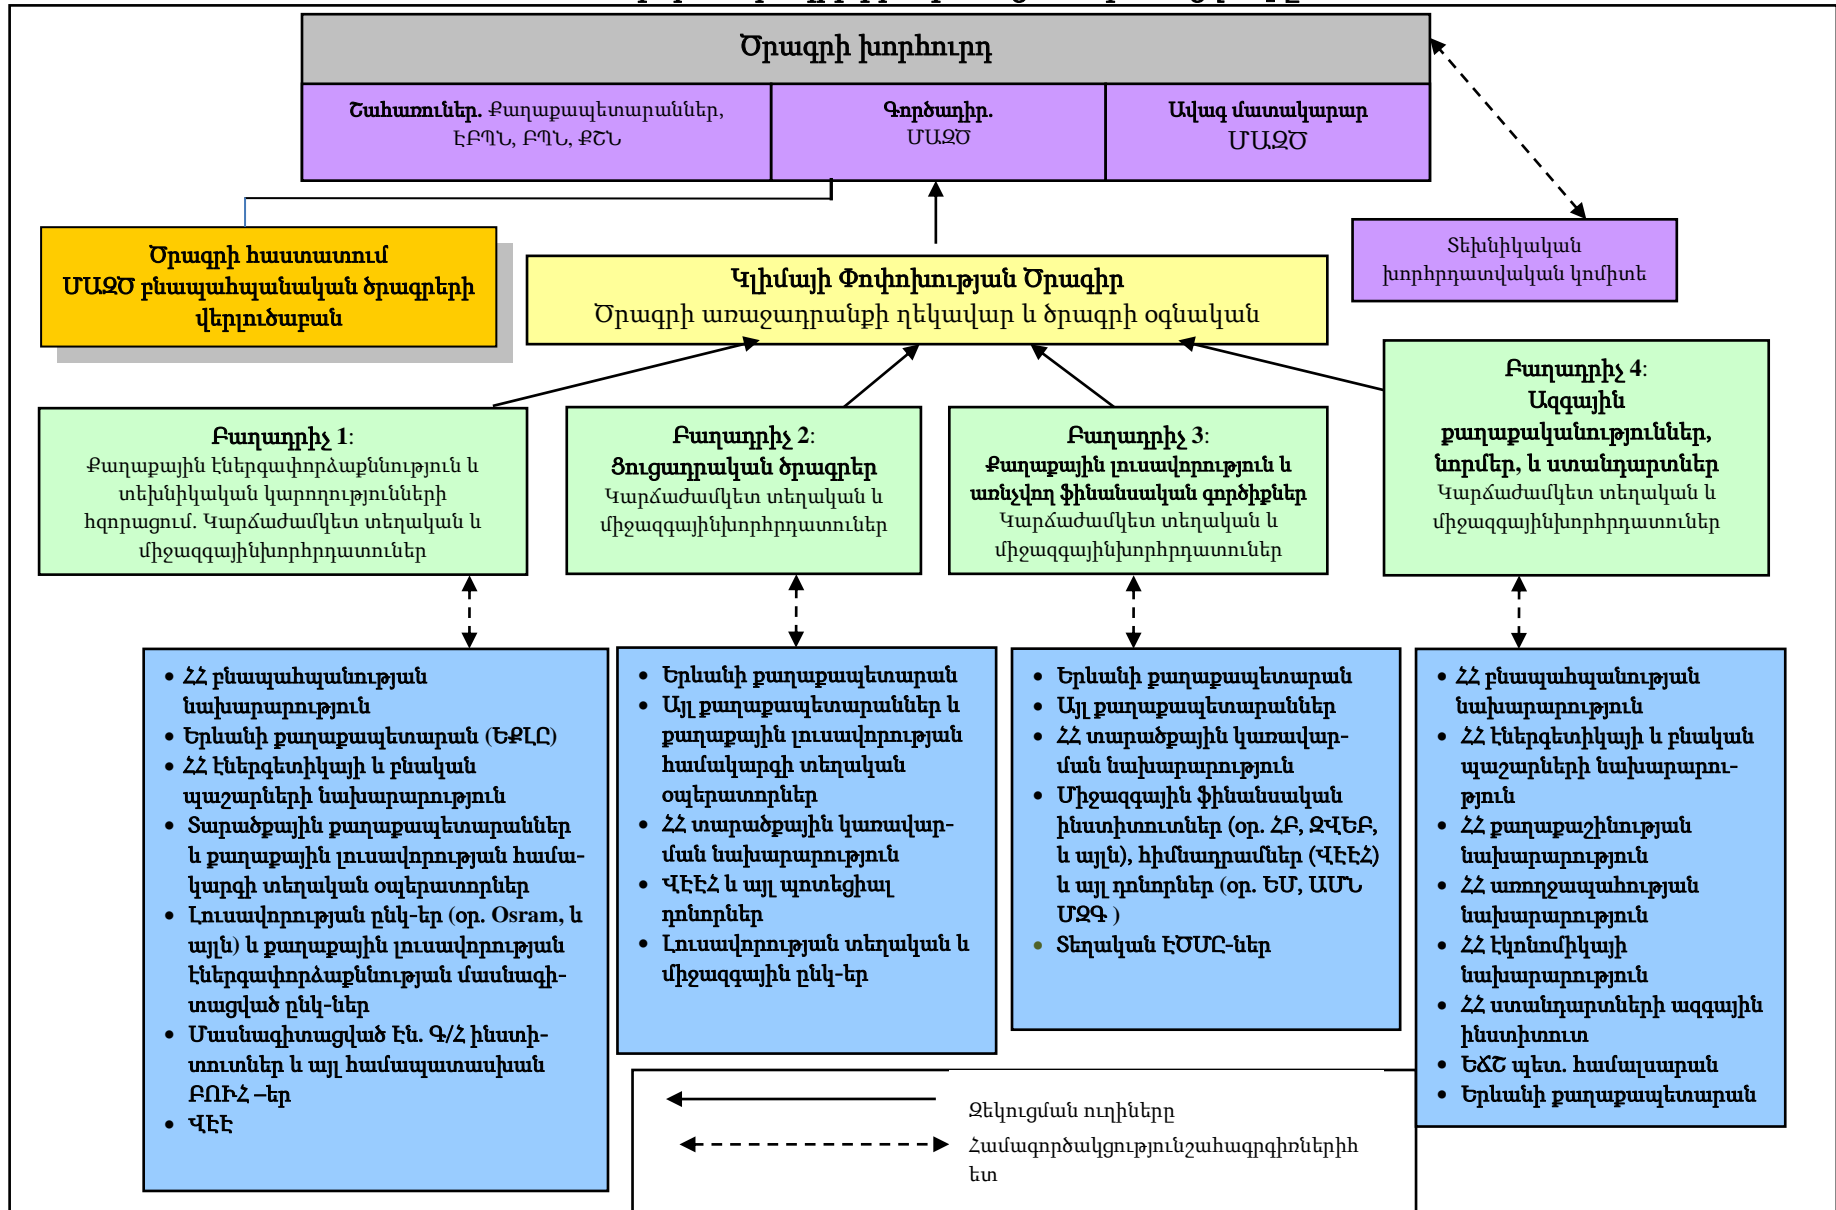 Ծրագրի խորհուրդ
Շահառուներ. Քաղաքապետարաններ,
ԷԲՊՆ, ԲՊՆ, ՔՇՆ
Գործադիր.
ՄԱԶԾ
Ավագ մատակարար
ՄԱԶԾ
Ծրագրի հաստատում
ՄԱԶԾ բնապահպանական ծրագրերի
վերլուծաբան
Կլիմայի Փոփոխության Ծրագիր
Ծրագրի առաջադրանքի ղեկավար և ծրագրի օգնական
Տեխնիկական
խորհրդատվական կոմիտե
Բաղադրիչ 1:
Քաղաքային էներգափորձաքննություն և
տեխնիկական կարողությունների
հզորացում. Կարճաժամկետ տեղական և
միջազգայինխորհրդատուներ
Բաղադրիչ 2:
Ցուցադրական ծրագրեր
Կարճաժամկետ տեղական և
միջազգայինխորհրդատուներ
Բաղադրիչ 3:
Քաղաքային լուսավորություն և
առնչվող ֆինանսական գործիքներ
Կարճաժամկետ տեղական և
միջազգայինխորհրդատուներ
Բաղադրիչ 4:
Ազգային
քաղաքականություններ,
նորմեր, և ստանդարտներ
Կարճաժամկետ տեղական և
միջազգայինխորհրդատուներ
• ՀՀ բնապահպանության
նախարարություն
• Երևանի քաղաքապետարան (ԵՔԼԸ)
• ՀՀ էներգետիկայի և բնական
պաշարների նախարարություն
• Տարածքային քաղաքապետարաններ
և քաղաքային լուսավորության համա-
կարգի տեղական օպերատորներ
• Լուսավորության ընկ-եր (օր. Osram, և
այլն) և քաղաքային լուսավորության
էներգափորձաքննության մասնագի-
տացված ընկ-ներ
• Մասնագիտացված Էն. Գ/Հ ինստի-
տուտներ և այլ համապատասխան
ԲՈՒՀ –եր
• ՎԷԷ
• Երևանի քաղաքապետարան
• Այլ քաղաքապետարաններ և
քաղաքային լուսավորության
համակարգի տեղական
օպերատորներ
• ՀՀ տարածքային կառավար-
ման նախարարություն
• ՎԷԷՀ և այլ պոտեցիալ
դոնորներ
• Լուսավորության տեղական և
միջազգային ընկ-եր
• Երևանի քաղաքապետարան
• Այլ քաղաքապետարաններ
• ՀՀ տարածքային կառավար-
ման նախարարություն
• Միջազգային ֆինանսական
ինստիտուտներ (օր. ՀԲ, ԶՎԵԲ,
և այլն), հիմնադրամներ (ՎԷԷՀ)
և այլ դոնորներ (օր. ԵՄ, ԱՄՆ
ՄԶԳ )
• Տեղական ԷԾՄԸ-ներ
• ՀՀ բնապահպանության
նախարարություն
• ՀՀ էներգետիկայի և բնական
պաշարների նախարարու-
թյուն
• ՀՀ քաղաքաշինության
նախարարություն
• ՀՀ առողջապահության
նախարարություն
• ՀՀ էկոնոմիկայի
նախարարություն
• ՀՀ ստանդարտների ազգային
ինստիտուտ
• ԵՃՇ պետ. համալսարան
• Երևանի քաղաքապետարան
Զեկուցման ուղիները
Համագործակցությունշահագրգիռներիհ
ետ